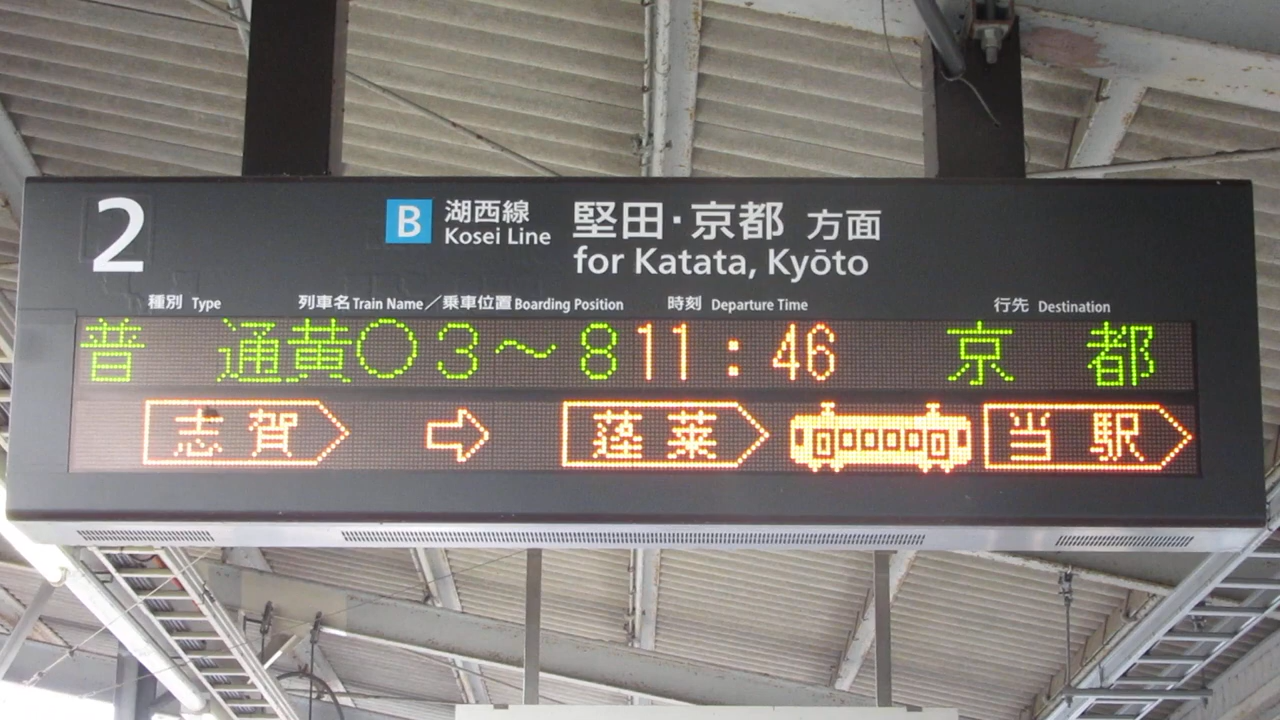 2 B 湖西線 堅田・京都 方面
Kosei Line for Katata, Kyōto
種別 Type 列車名 Train Name／乗車位置 Boarding Position 時刻 Departure Time 行先 Destination
普 通 黄○ 3～8 11:46 京 都
志 賀 ⇨ 蓬 莱 当 駅